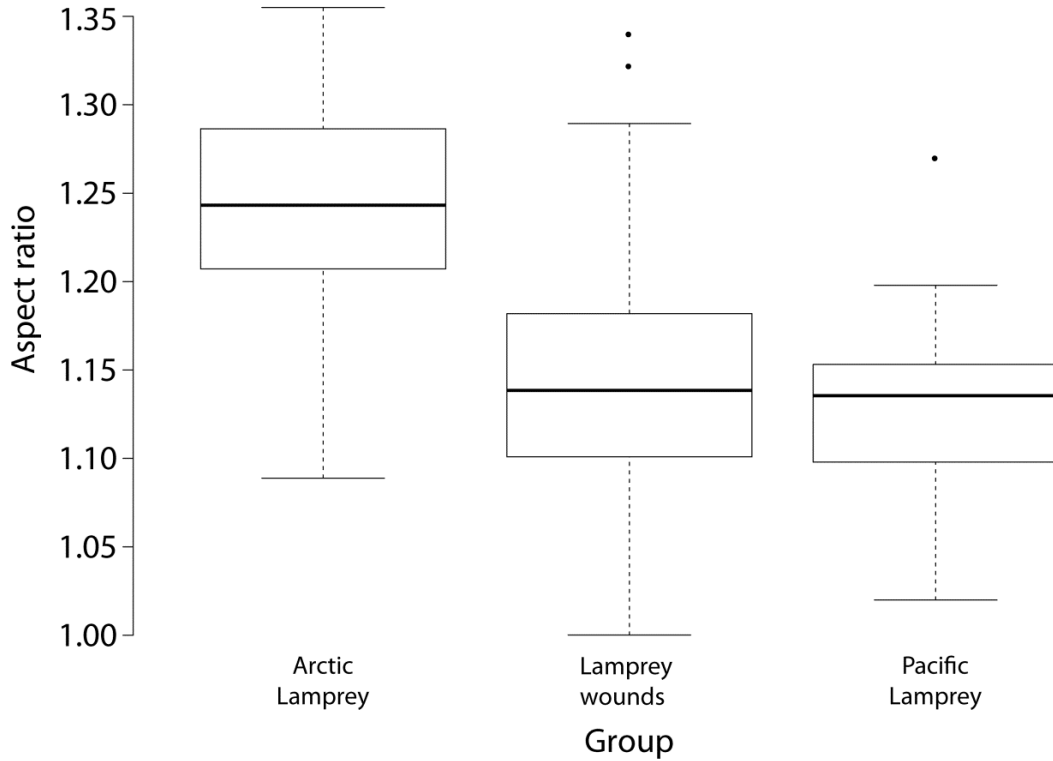 Aspect ratio
1.35
1.30
1.25
1.20
1.15
1.10
1.05
1.00
Arctic
Lamprey
Lamprey
wounds
Pacific
Lamprey
Group